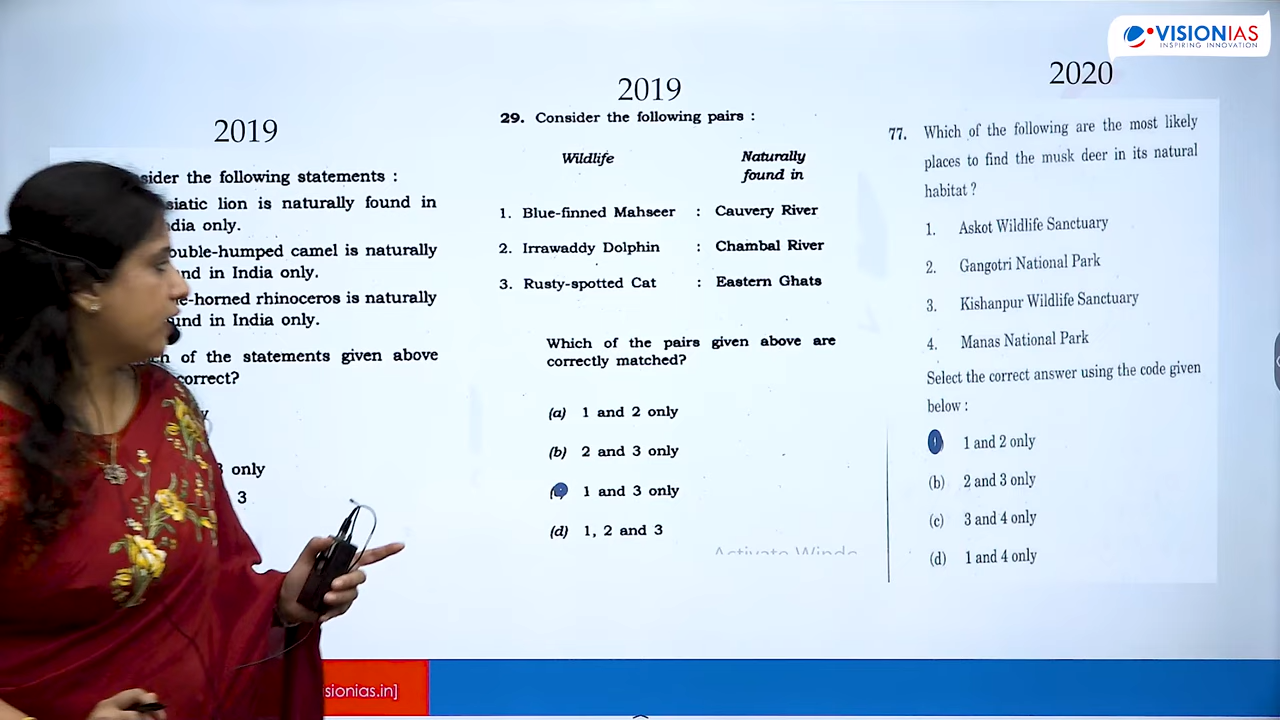 VISIONIAS
INSPIRING INNOVATION
2019
sider the following statements :
siatic lion is naturally found in
dia only.
ouble-humped camel is naturally
nd in India only.
e-horned rhinoceros is naturally
und in India only.
of the statements given above
correct?
only
3
2019
29. Consider the following pairs :
Wildlife Naturally found in
1. Blue-finned Mahseer : Cauvery River
2. Irrawaddy Dolphin : Chambal River
3. Rusty-spotted Cat : Eastern Ghats
Which of the pairs given above are
correctly matched?
(a) 1 and 2 only
(b) 2 and 3 only
1 and 3 only
(d) 1, 2 and 3
2020
77. Which of the following are the most likely
places to find the musk deer in its natural
habitat ?
1. Askot Wildlife Sanctuary
2. Gangotri National Park
3. Kishanpur Wildlife Sanctuary
4. Manas National Park
Select the correct answer using the code given
below :
1 and 2 only
(b) 2 and 3 only
(c) 3 and 4 only
(d) 1 and 4 only
sionias.in]